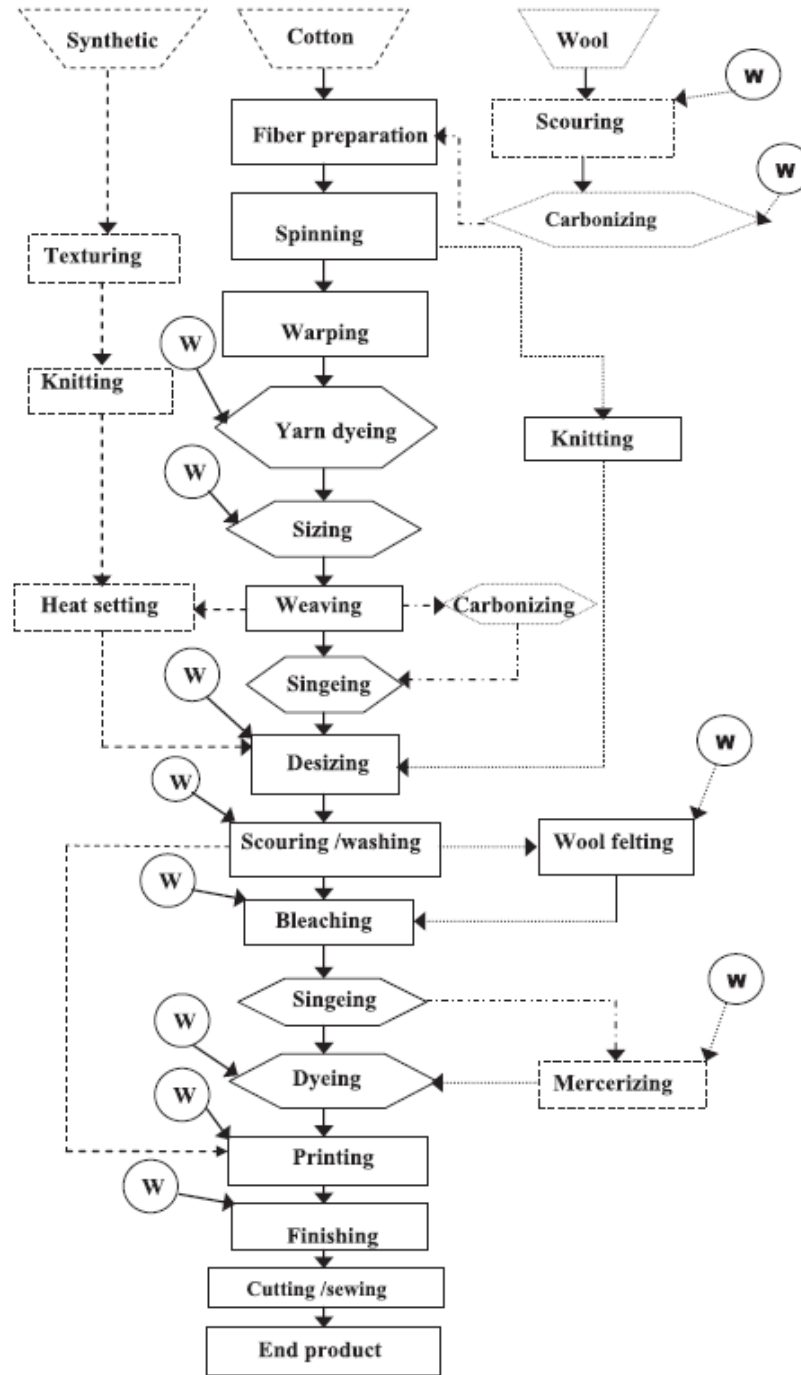 Synthetic
Cotton
Wool
W
Fiber preparation
Scouring
W
Spinning
Carbonizing
Texturing
Warping
W
Knitting
Yarn dyeing
Knitting
W
Sizing
Heat setting
Weaving
Carbonizing
W
Singeing
Desizing
W
W
Scouring /washing
Wool felting
W
Bleaching
Singeing
W
W
Dyeing
Mercerizing
W
Printing
W
Finishing
Cutting /sewing
End product